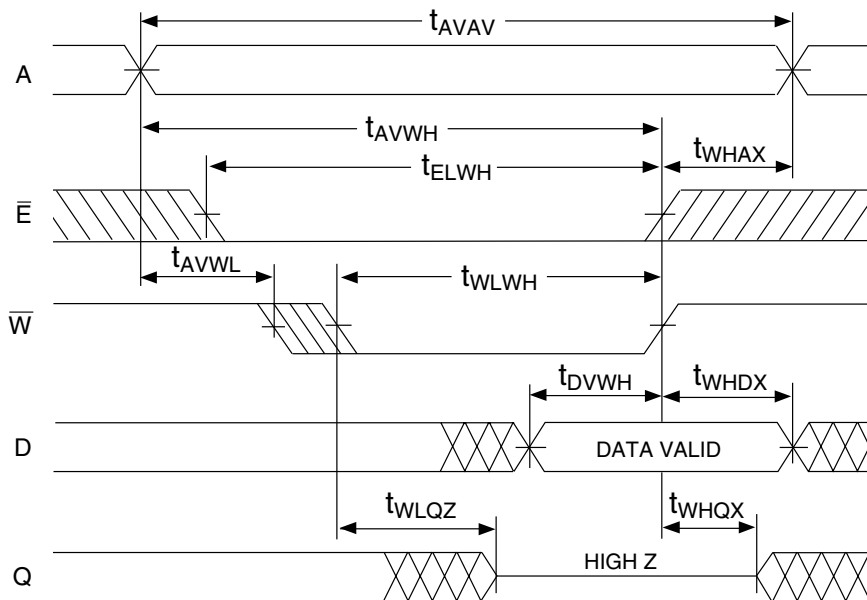 tAVAV
A
tAVWH
tELWH
tWHAX
E̅
tAVWL
tWLWH
W̅
tDVWH
tWHDX
D
DATA VALID
tWLQZ
tWHQX
Q
HIGH Z